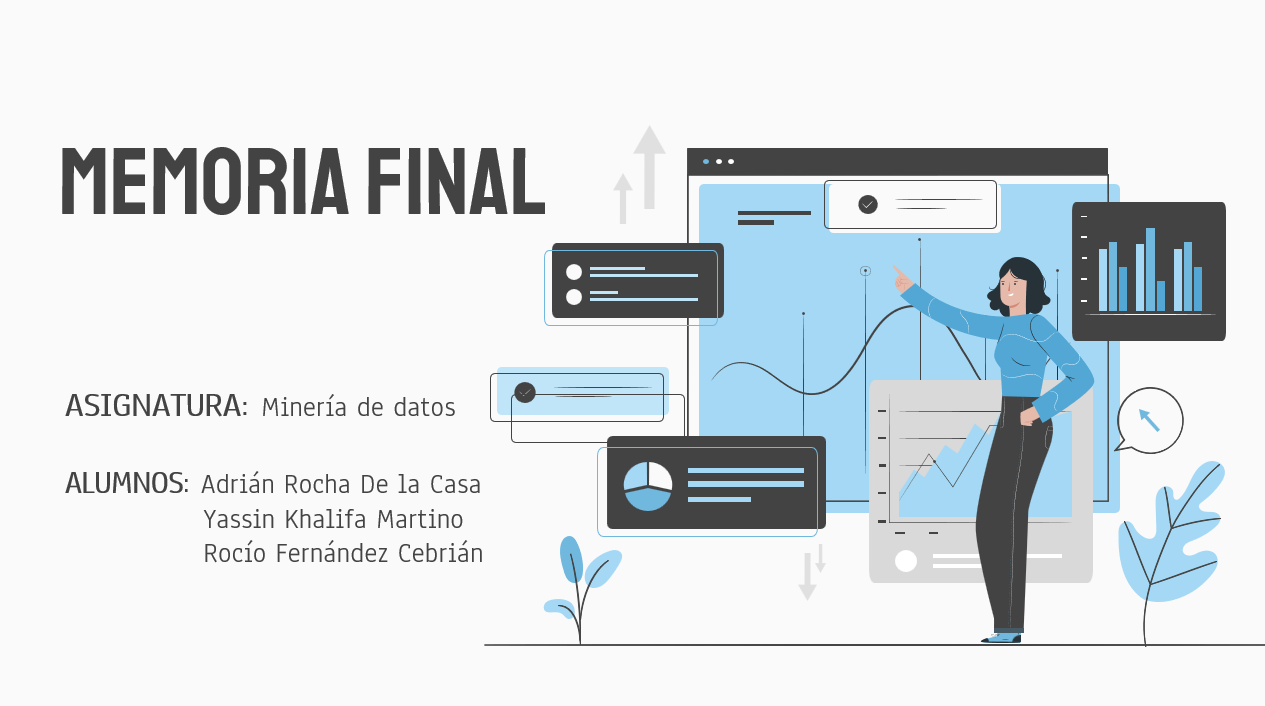 MEMORIA FINAL
ASIGNATURA: Minería de datos
ALUMNOS: Adrián Rocha De la Casa
Yassin Khalifa Martino
Rocío Fernández Cebrián